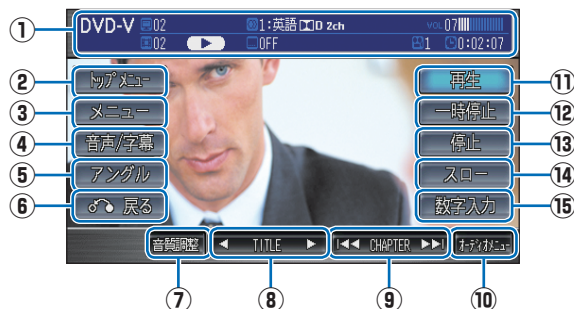 ① DVD-V 02 1:英語 DD D 2ch VOL 07
02 OFF 1 0:02:07
② トップメニュー 再生 ⑪
③ メニュー 一時停止 ⑫
④ 音声/字幕 停止 ⑬
⑤ アングル スロー ⑭
⑥ 戻る 数字入力 ⑮
音質調整 TITLE CHAPTER オーディオメニュー
⑦ ⑧ ⑨ ⑩